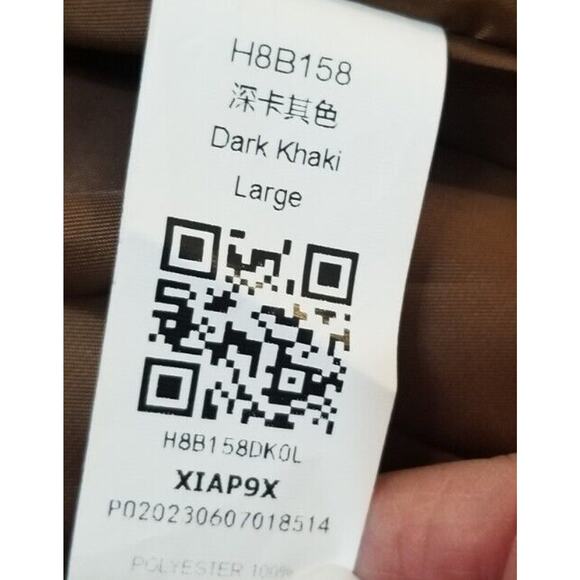 H8B158
深卡其色
Dark Khaki
Large
H8B158DK0L
XIAP9X
P020230607018514
POLYESTER 100%